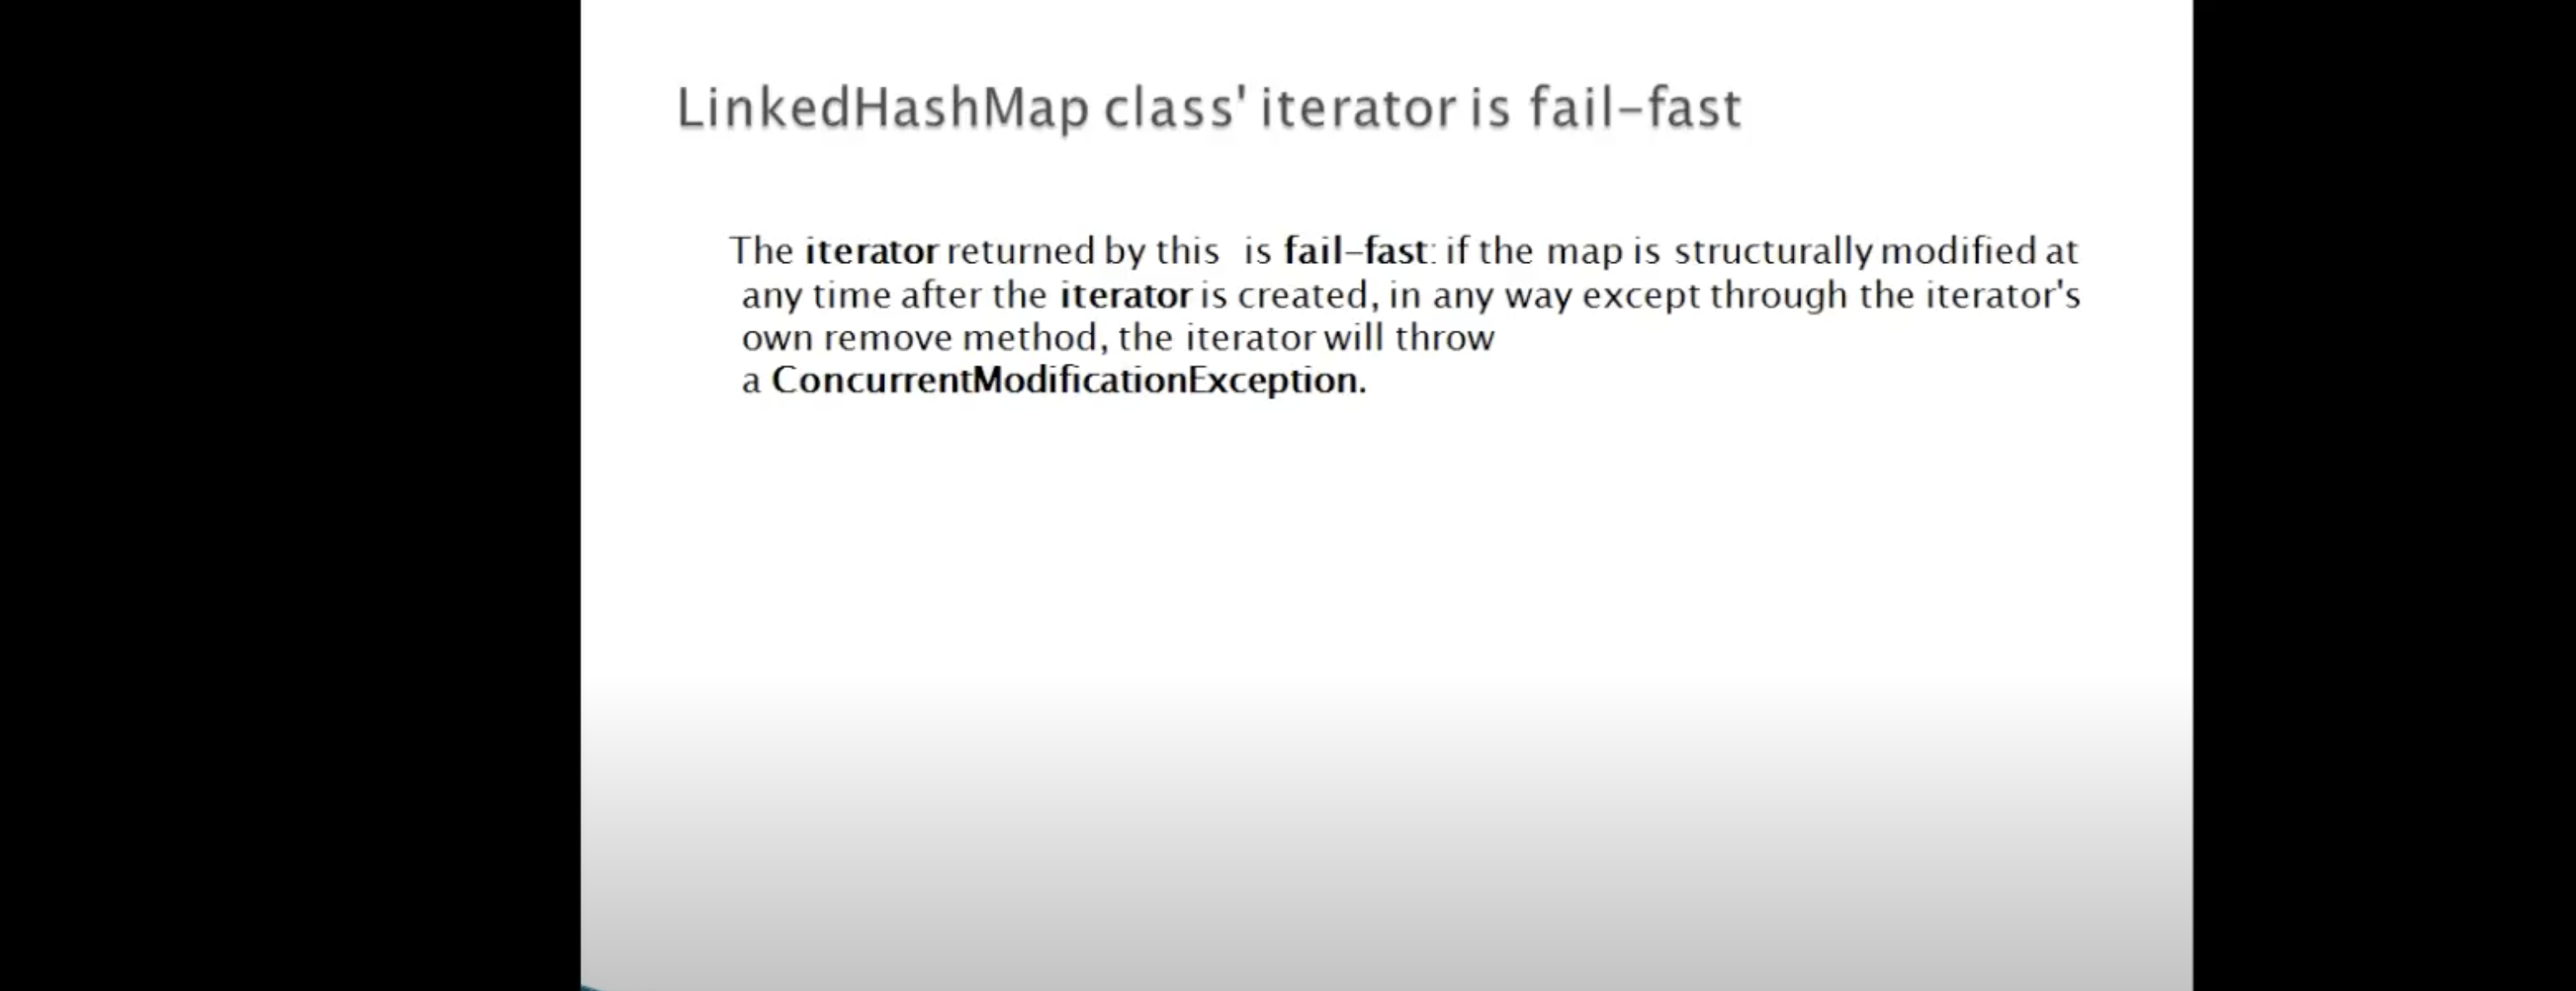 LinkedHashMap class' iterator is fail-fast
The iterator returned by this is fail-fast: if the map is structurally modified at
any time after the iterator is created, in any way except through the iterator's
own remove method, the iterator will throw
a ConcurrentModificationException.